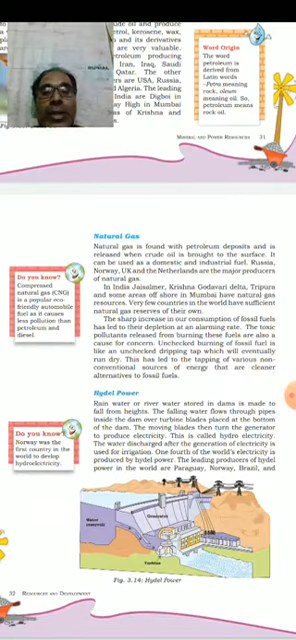 ude oil and produce
etrol, kerosene, wax,
s and its derivatives
are very valuable.
troleum producing
Iran, Iraq, Saudi
Qatar. The other
ers are USA, Russia,
d Algeria. The leading
India are Digboi in
ay High in Mumbai
as of Krishna and
s.
Word Origin
The word
petroleum is
derived from
Latin words
-Petra meaning
rock, oleum
meaning oil. So,
petroleum means
rock oil.
MINERAL AND POWER RESOURCES 31
Natural Gas
Natural gas is found with petroleum deposits and is
released when crude oil is brought to the surface. It
can be used as a domestic and industrial fuel. Russia,
Norway, UK and the Netherlands are the major producers
of natural gas.
In India Jaisalmer, Krishna Godavari delta, Tripura
and some areas off shore in Mumbai have natural gas
resources. Very few countries in the world have sufficient
natural gas reserves of their own.
The sharp increase in our consumption of fossil fuels
has led to their depletion at an alarming rate. The toxic
pollutants released from burning these fuels are also a
cause for concern. Unchecked burning of fossil fuel is
like an unchecked dripping tap which will eventually
run dry. This has led to the tapping of various non-
conventional sources of energy that are cleaner
alternatives to fossil fuels.
Do you know?
Compressed
natural gas (CNG)
is a popular eco-
friendly automobile
fuel as it causes
less pollution than
petroleum and
diesel.
Hydel Power
Rain water or river water stored in dams is made to
fall from heights. The falling water flows through pipes
inside the dam over turbine blades placed at the bottom
of the dam. The moving blades then turn the generator
to produce electricity. This is called hydro electricity.
The water discharged after the generation of electricity is
used for irrigation. One fourth of the world's electricity is
produced by hydel power. The leading producers of hydel
power in the world are Paraguay, Norway, Brazil, and
Do you know?
Norway was the
first country in the
world to devlop
hydroelectricity.
Water
reservoir
Generator
Turbine
Fig. 3.14: Hydel Power
32 RESOURCES AND DEVELOPMENT